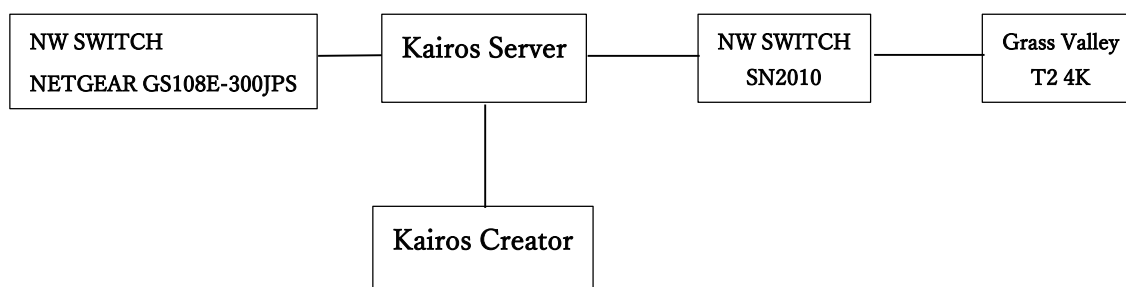 NW SWITCH
NETGEAR GS108E-300JPS
Kairos Server
NW SWITCH
SN2010
Grass Valley
T2 4K
Kairos Creator